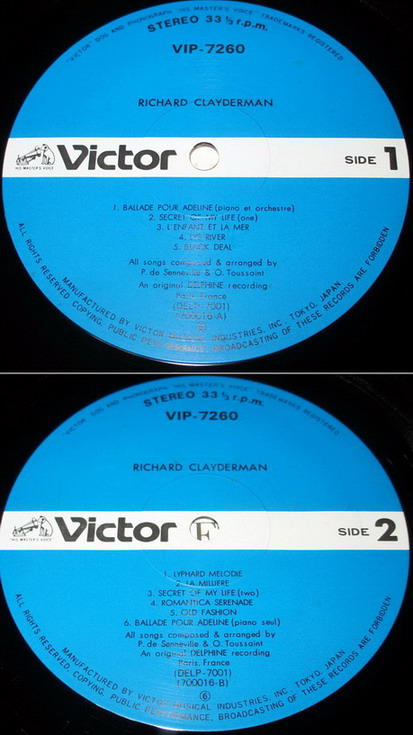 "VICTOR" DOG AND PHONOGRAPH "HIS MASTER'S VOICE" TRADEMARKS REGISTERED
STEREO 33⅓ r.p.m.
VIP-7260
RICHARD CLAYDERMAN
"HIS MASTER'S VOICE"
Victor
SIDE 1
1. BALLADE POUR ADELINE (piano et orchestre)
2. SECRET OF MY LIFE (one)
3. L'ENFANT ET LA MER
4. LYS RIVER
5. BLACK DEAL
All songs composed & arranged by
P. de Senneville & O. Toussaint
An original DELPHINE recording
Paris, France
(DELP-7001)
(700016-A)
ALL RIGHTS RESERVED. COPYING, PUBLIC PERFORMANCE, BROADCASTING OF THESE RECORDS ARE FORBIDDEN
MANUFACTURED BY VICTOR MUSICAL INDUSTRIES, INC. TOKYO, JAPAN
"VICTOR" DOG AND PHONOGRAPH "HIS MASTER'S VOICE" TRADEMARKS REGISTERED
STEREO 33⅓ r.p.m.
VIP-7260
RICHARD CLAYDERMAN
"HIS MASTER'S VOICE"
Victor
SIDE 2
1. LYPHARD MELODIE
2. LA MILLIERE
3. SECRET OF MY LIFE (two)
4. ROMANTICA SERENADE
5. OLD FASHION
6. BALLADE POUR ADELINE (piano seul)
All songs composed & arranged by
P. de Senneville & O. Toussaint
An original DELPHINE recording
Paris, France
(DELP-7001)
(700016-B)
⑥
ALL RIGHTS RESERVED. COPYING, PUBLIC PERFORMANCE, BROADCASTING OF THESE RECORDS ARE FORBIDDEN
MANUFACTURED BY VICTOR MUSICAL INDUSTRIES, INC. TOKYO, JAPAN